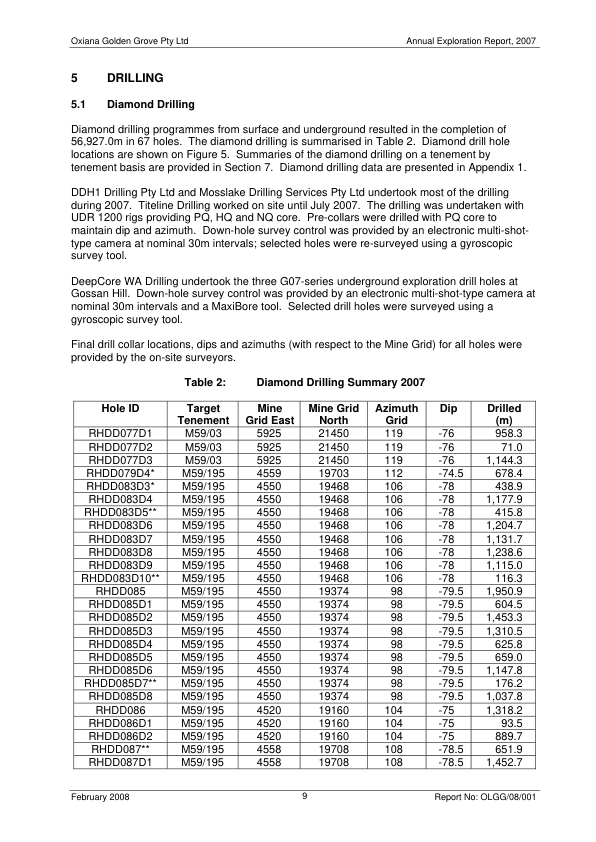 Oxiana Golden Grove Pty Ltd Annual Exploration Report, 2007
5 DRILLING
5.1 Diamond Drilling
Diamond drilling programmes from surface and underground resulted in the completion of
56,927.0m in 67 holes. The diamond drilling is summarised in Table 2. Diamond drill hole
locations are shown on Figure 5. Summaries of the diamond drilling on a tenement by
tenement basis are provided in Section 7. Diamond drilling data are presented in Appendix 1.
DDH1 Drilling Pty Ltd and Mosslake Drilling Services Pty Ltd undertook most of the drilling
during 2007. Titeline Drilling worked on site until July 2007. The drilling was undertaken with
UDR 1200 rigs providing PQ, HQ and NQ core. Pre-collars were drilled with PQ core to
maintain dip and azimuth. Down-hole survey control was provided by an electronic multi-shot-
type camera at nominal 30m intervals; selected holes were re-surveyed using a gyroscopic
survey tool.
DeepCore WA Drilling undertook the three G07-series underground exploration drill holes at
Gossan Hill. Down-hole survey control was provided by an electronic multi-shot-type camera at
nominal 30m intervals and a MaxiBore tool. Selected drill holes were surveyed using a
gyroscopic survey tool.
Final drill collar locations, dips and azimuths (with respect to the Mine Grid) for all holes were
provided by the on-site surveyors.
Table 2: Diamond Drilling Summary 2007
Hole ID Target Mine Mine Grid Azimuth Dip Drilled
Tenement Grid East North Grid (m)
RHDD077D1 M59/03 5925 21450 119 -76 958.3
RHDD077D2 M59/03 5925 21450 119 -76 71.0
RHDD077D3 M59/03 5925 21450 119 -76 1,144.3
RHDD079D4* M59/195 4559 19703 112 -74.5 678.4
RHDD083D3* M59/195 4550 19468 106 -78 438.9
RHDD083D4 M59/195 4550 19468 106 -78 1,177.9
RHDD083D5** M59/195 4550 19468 106 -78 415.8
RHDD083D6 M59/195 4550 19468 106 -78 1,204.7
RHDD083D7 M59/195 4550 19468 106 -78 1,131.7
RHDD083D8 M59/195 4550 19468 106 -78 1,238.6
RHDD083D9 M59/195 4550 19468 106 -78 1,115.0
RHDD083D10** M59/195 4550 19468 106 -78 116.3
RHDD085 M59/195 4550 19374 98 -79.5 1,950.9
RHDD085D1 M59/195 4550 19374 98 -79.5 604.5
RHDD085D2 M59/195 4550 19374 98 -79.5 1,453.3
RHDD085D3 M59/195 4550 19374 98 -79.5 1,310.5
RHDD085D4 M59/195 4550 19374 98 -79.5 625.8
RHDD085D5 M59/195 4550 19374 98 -79.5 659.0
RHDD085D6 M59/195 4550 19374 98 -79.5 1,147.8
RHDD085D7** M59/195 4550 19374 98 -79.5 176.2
RHDD085D8 M59/195 4550 19374 98 -79.5 1,037.8
RHDD086 M59/195 4520 19160 104 -75 1,318.2
RHDD086D1 M59/195 4520 19160 104 -75 93.5
RHDD086D2 M59/195 4520 19160 104 -75 889.7
RHDD087** M59/195 4558 19708 108 -78.5 651.9
RHDD087D1 M59/195 4558 19708 108 -78.5 1,452.7
February 2008 9 Report No: OLGG/08/001